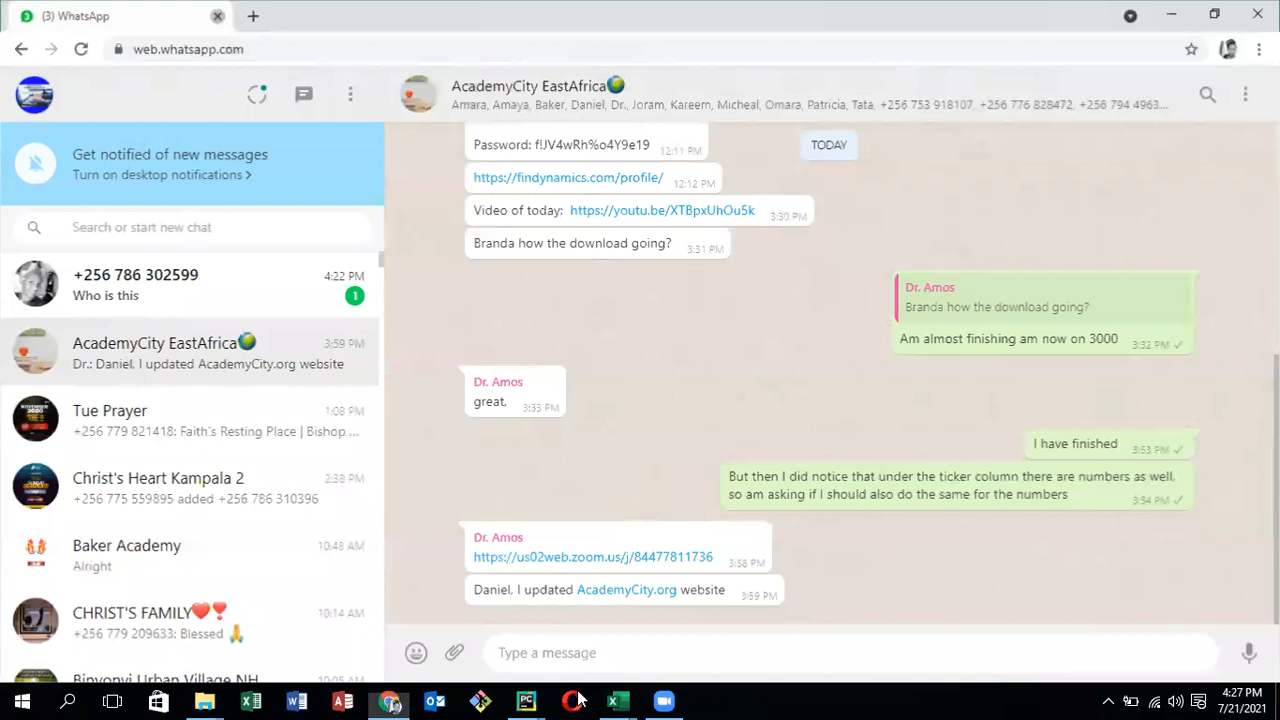 (3) WhatsApp
web.whatsapp.com
AcademyCity EastAfrica🌍
Amara, Amaya, Baker, Daniel, Dr., Joram, Kareem, Micheal, Omara, Patricia, Tata, +256 753 918107, +256 776 828472, +256 794 4963...
Get notified of new messages
Turn on desktop notifications >
Search or start new chat
+256 786 302599 4:22 PM
Who is this 1
AcademyCity EastAfrica🌍 3:59 PM
Dr.: Daniel, I updated AcademyCity.org website
Tue Prayer 1:08 PM
+256 779 821418: Faith's Resting Place | Bishop ...
Christ's Heart Kampala 2 2:38 PM
+256 775 559895 added +256 786 310396
Baker Academy 10:48 AM
Alright
CHRIST'S FAMILY❤️❣️ 10:14 AM
+256 779 209633: Blessed 🙏
Binyonyi Urban Village NH 10:05 AM
Password: f!JV4wRh%o4Y9e19 12:11 PM
TODAY
https://findynamics.com/profile/ 12:12 PM
Video of today: https://youtu.be/XTBpxUhOu5k 3:30 PM
Branda how the download going? 3:31 PM
Dr. Amos
Branda how the download going?
Am almost finishing am now on 3000 3:32 PM
Dr. Amos
great, 3:33 PM
I have finished 3:53 PM
But then I did notice that under the ticker column there are numbers as well,
so am asking if I should also do the same for the numbers 3:54 PM
Dr. Amos
https://us02web.zoom.us/j/84477811736 3:58 PM
Daniel, I updated AcademyCity.org website 3:59 PM
Type a message
4:27 PM
7/21/2021